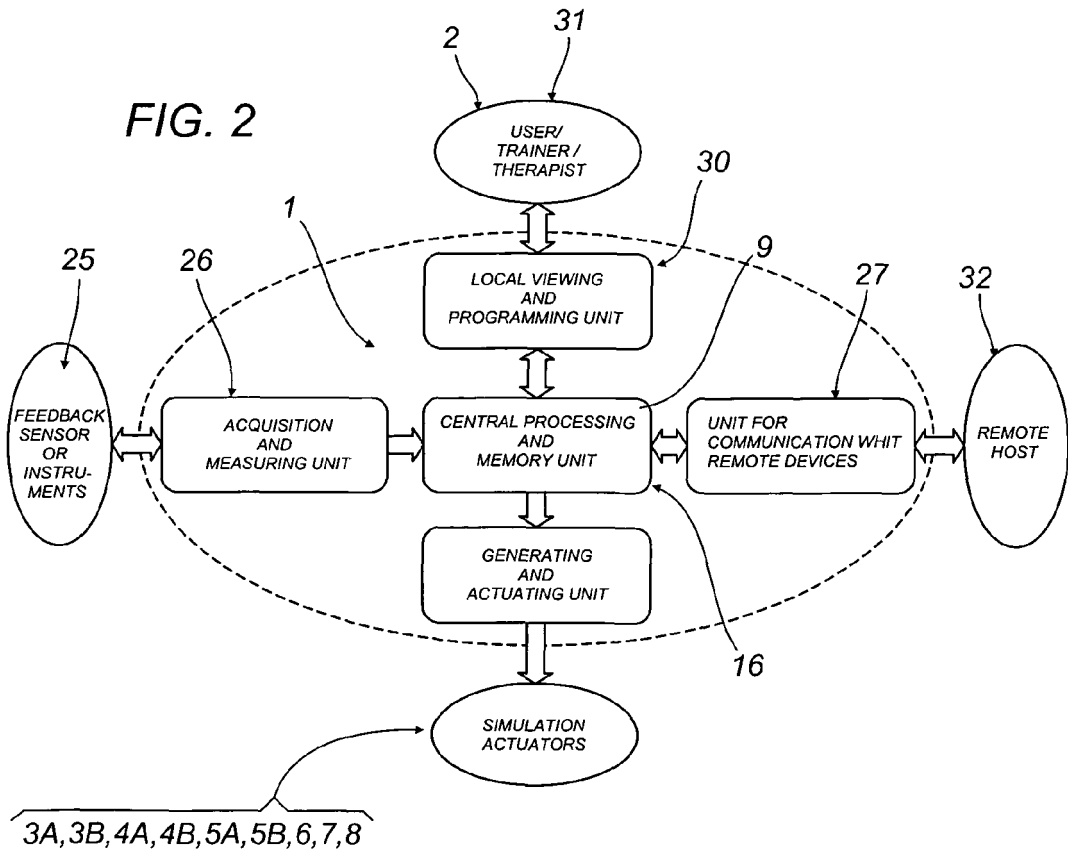 FIG. 2
2
31
USER/
TRAINER /
THERAPIST
1
30
9
25
26
27
32
LOCAL VIEWING
AND
PROGRAMMING UNIT
FEEDBACK
SENSOR
OR
INSTRU-
MENTS
ACQUISITION
AND
MEASURING UNIT
CENTRAL PROCESSING
AND
MEMORY UNIT
UNIT FOR
COMMUNICATION WHIT
REMOTE DEVICES
REMOTE
HOST
GENERATING
AND
ACTUATING UNIT
16
SIMULATION
ACTUATORS
3A,3B,4A,4B,5A,5B,6,7,8